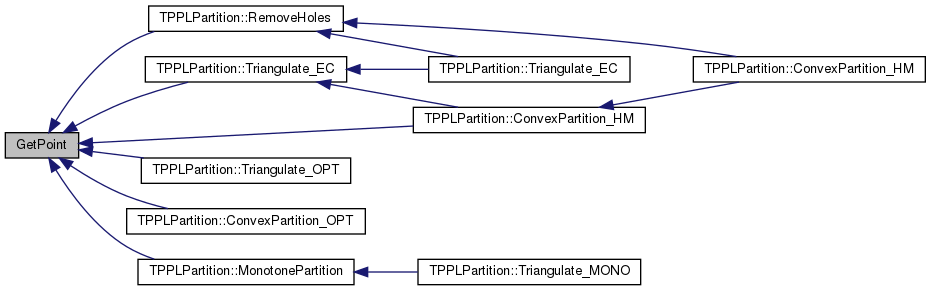 TPPLPartition::RemoveHoles
TPPLPartition::Triangulate_EC
TPPLPartition::Triangulate_EC
TPPLPartition::ConvexPartition_HM
TPPLPartition::ConvexPartition_HM
GetPoint
TPPLPartition::Triangulate_OPT
TPPLPartition::ConvexPartition_OPT
TPPLPartition::MonotonePartition
TPPLPartition::Triangulate_MONO